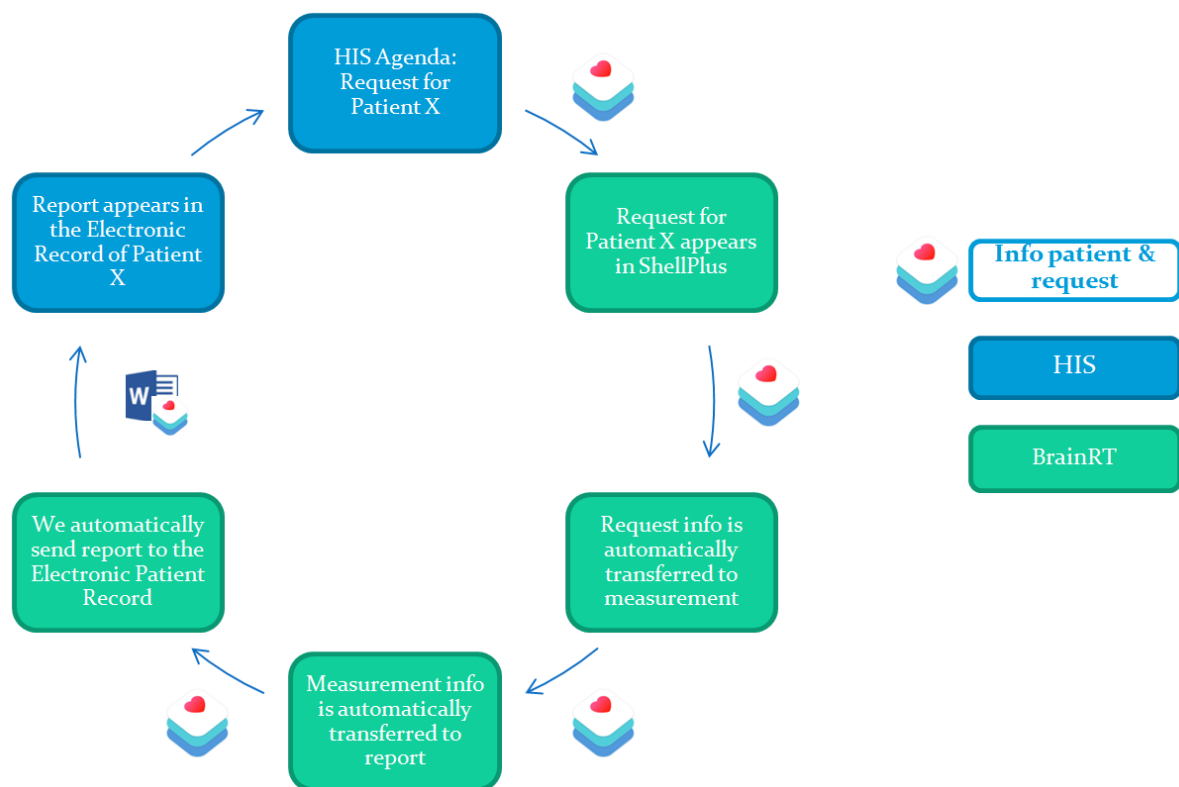 HIS Agenda:
Request for
Patient X
Request for
Patient X appears
in ShellPlus
Request info is
automatically
transferred to
measurement
Measurement info
is automatically
transferred to
report
We automatically
send report to the
Electronic Patient
Record
W
Report appears in
the Electronic
Record of Patient
X
Info patient &
request
HIS
BrainRT